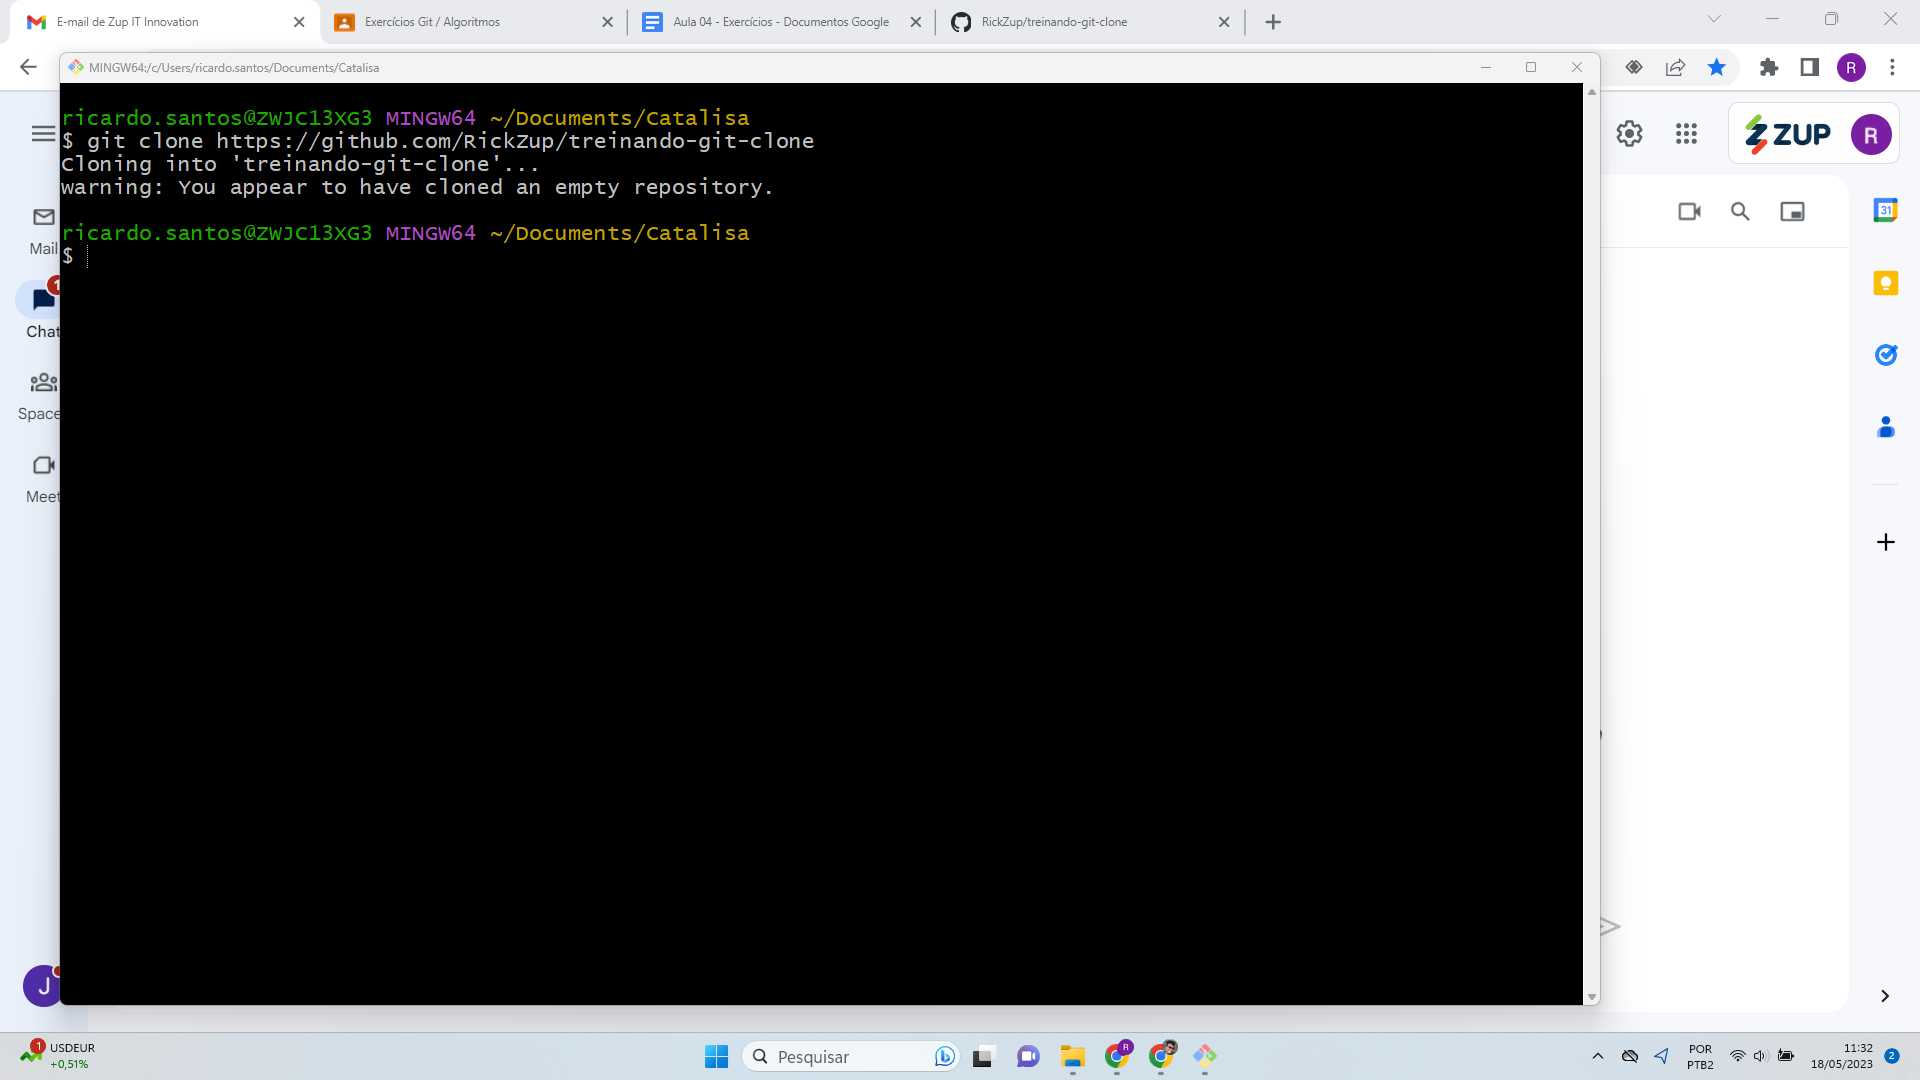 E-mail de Zup IT Innovation
Exercícios Git / Algoritmos
Aula 04 - Exercícios - Documentos Google
RickZup/treinando-git-clone
MINGW64:/c/Users/ricardo.santos/Documents/Catalisa
R
ricardo.santos@ZWJC13XG3 MINGW64 ~/Documents/Catalisa
$ git clone https://github.com/RickZup/treinando-git-clone
Cloning into 'treinando-git-clone'...
warning: You appear to have cloned an empty repository.
ricardo.santos@ZWJC13XG3 MINGW64 ~/Documents/Catalisa
$
ZUP
R
Mail
1
Chat
Space
Meet
31
J
1
USDEUR
+0,51%
Pesquisar
R
POR
PTB2
11:32
18/05/2023
2